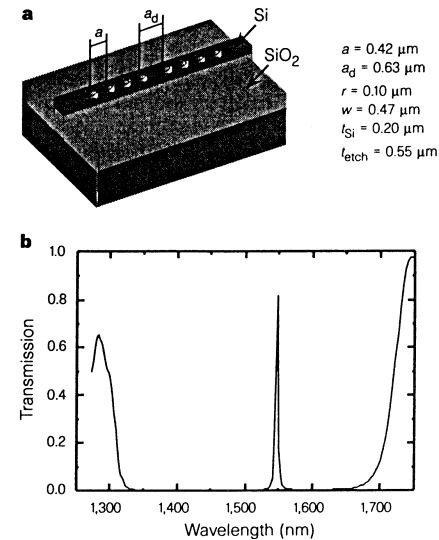 a
a
a_d
Si
SiO₂
a = 0.42 µm
a_d = 0.63 µm
r = 0.10 µm
w = 0.47 µm
t_Si = 0.20 µm
t_etch = 0.55 µm
b
1.0
0.8
0.6
0.4
0.2
0.0
Transmission
1,300 1,400 1,500 1,600 1,700
Wavelength (nm)